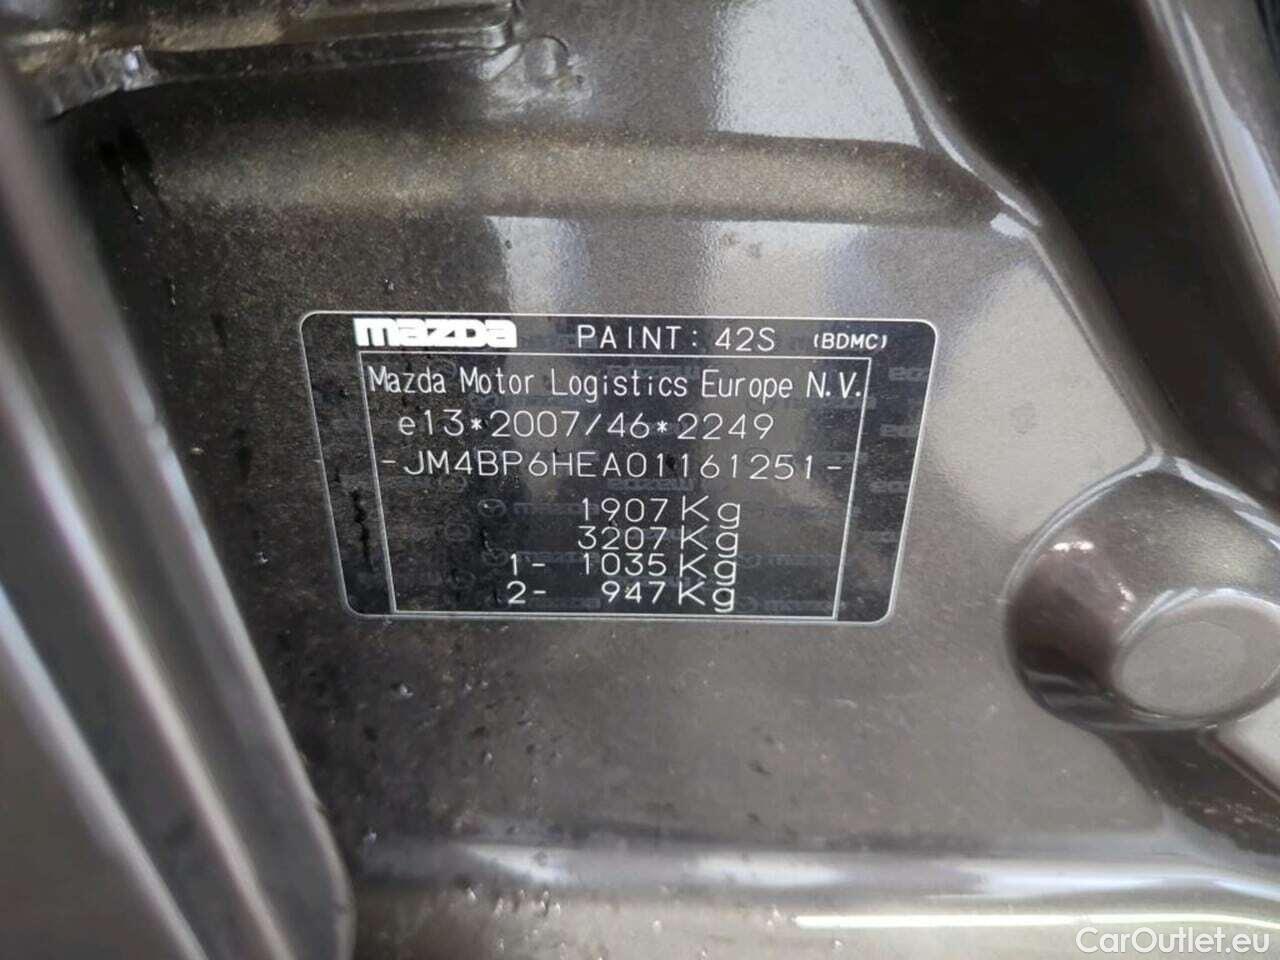 mazda PAINT: 42S (BDMC)
Mazda Motor Logistics Europe N.V.
e13*2007/46*2249
-JM4BP6HEA01161251-
1907 Kg
3207 Kg
1- 1035 Kg
2- 947 Kg
CarOutlet.eu